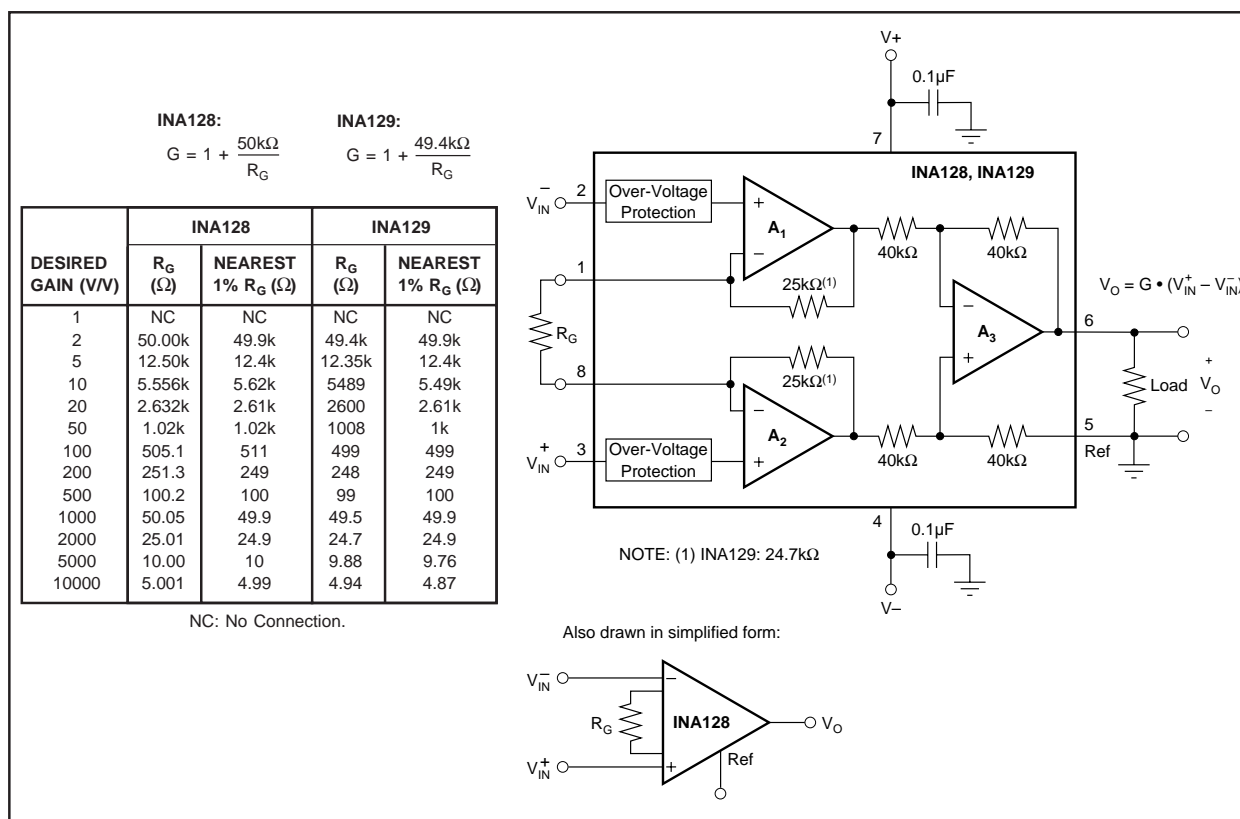 INA128:
G = 1 + 50kΩ / R_G
INA129:
G = 1 + 49.4kΩ / R_G
INA128 INA129
DESIRED GAIN (V/V) R_G (Ω) NEAREST 1% R_G (Ω) R_G (Ω) NEAREST 1% R_G (Ω)
1 NC NC NC NC
2 50.00k 49.9k 49.4k 49.9k
5 12.50k 12.4k 12.35k 12.4k
10 5.556k 5.62k 5489 5.49k
20 2.632k 2.61k 2600 2.61k
50 1.02k 1.02k 1008 1k
100 505.1 511 499 499
200 251.3 249 248 249
500 100.2 100 99 100
1000 50.05 49.9 49.5 49.9
2000 25.01 24.9 24.7 24.9
5000 10.00 10 9.88 9.76
10000 5.001 4.99 4.94 4.87
NC: No Connection.
V+
0.1µF
7
INA128, INA129
V_IN^− 2
Over-Voltage
Protection
+
A_1
−
40kΩ
40kΩ
1
25kΩ(1)
R_G
V_O = G • (V_IN^+ – V_IN^−)
−
A_3
+
6
8
25kΩ(1)
Load
+
V_O
−
−
A_2
+
V_IN^+ 3
Over-Voltage
Protection
40kΩ
40kΩ
5
Ref
4
0.1µF
V–
NOTE: (1) INA129: 24.7kΩ
Also drawn in simplified form:
V_IN^−
−
R_G
INA128
V_O
V_IN^+
+
Ref